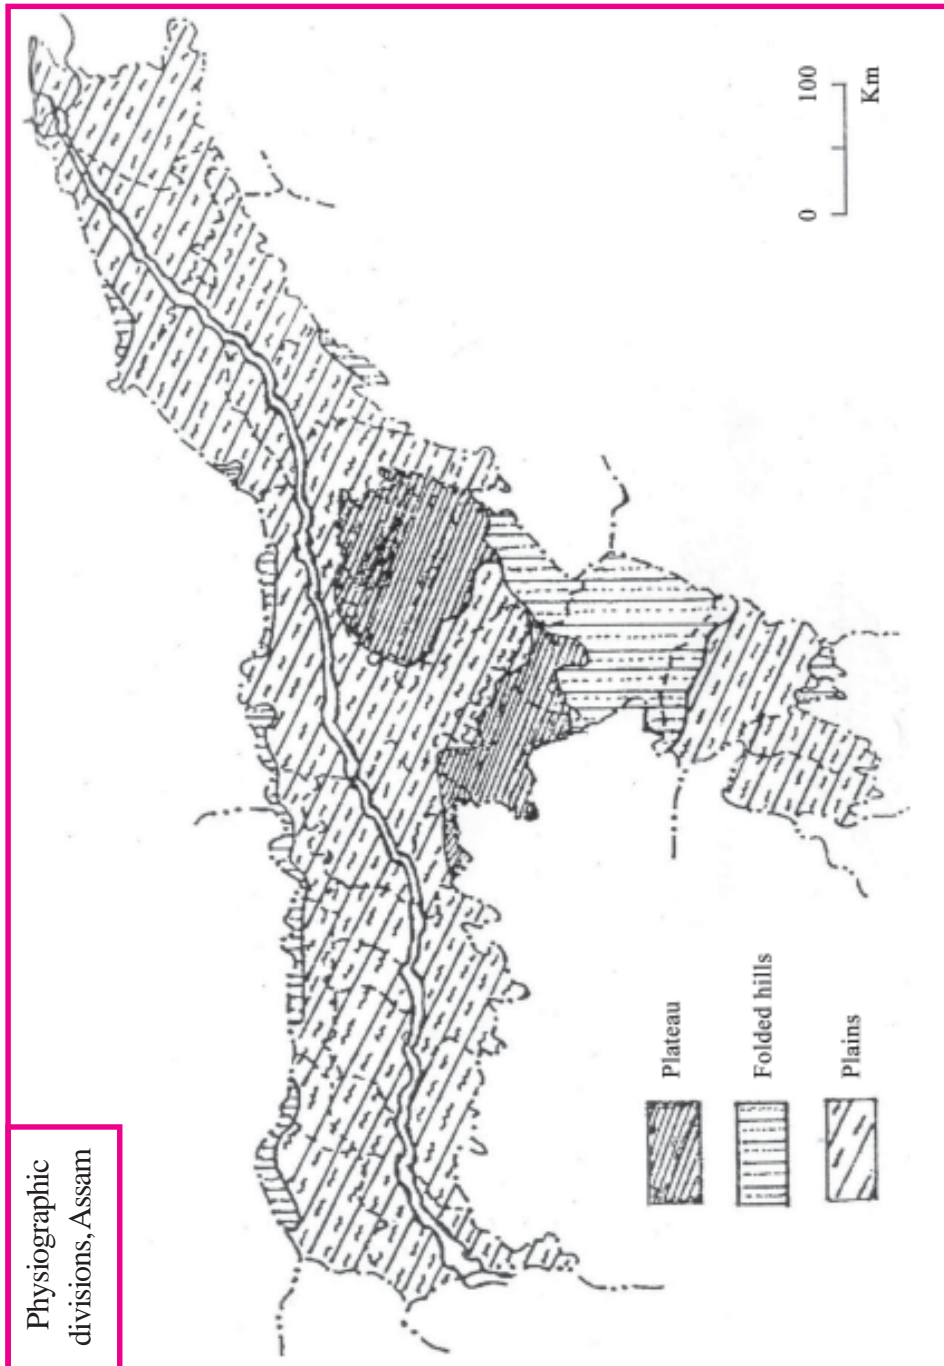 Physiographic
divisions, Assam
Plateau
Folded hills
Plains
0 100
Km